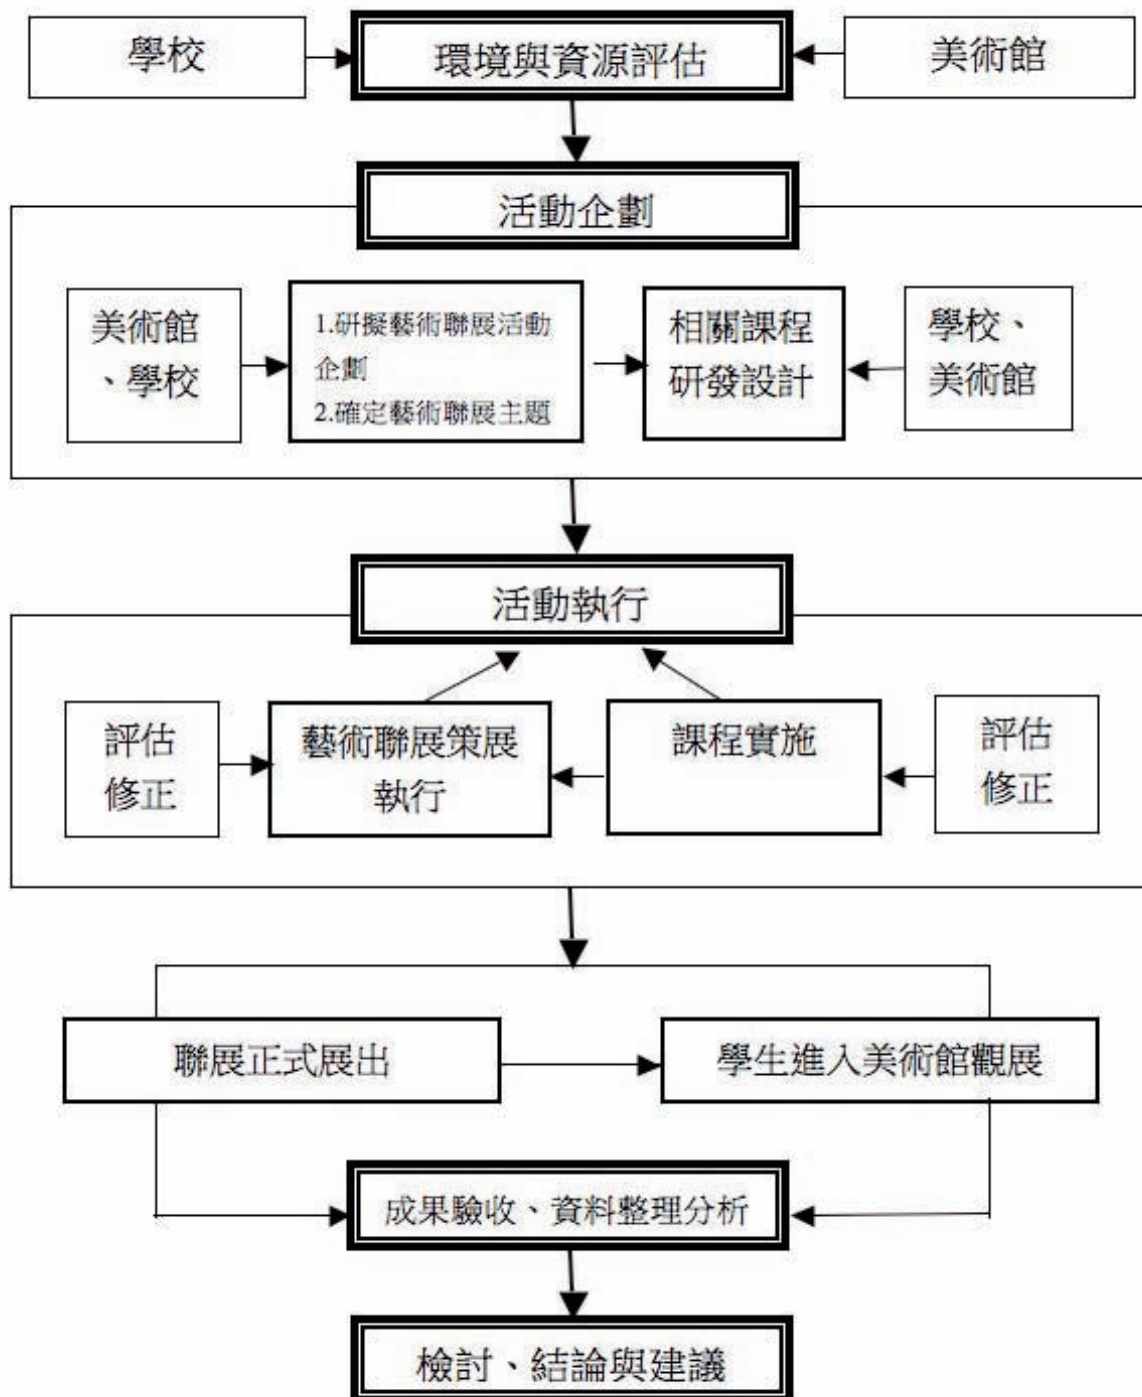 學校
環境與資源評估
美術館
活動企劃
美術館
、學校
1.研擬藝術聯展活動
企劃
2.確定藝術聯展主題
相關課程
研發設計
學校、
美術館
活動執行
評估
修正
藝術聯展策展
執行
課程實施
評估
修正
聯展正式展出
學生進入美術館觀展
成果驗收、資料整理分析
檢討、結論與建議